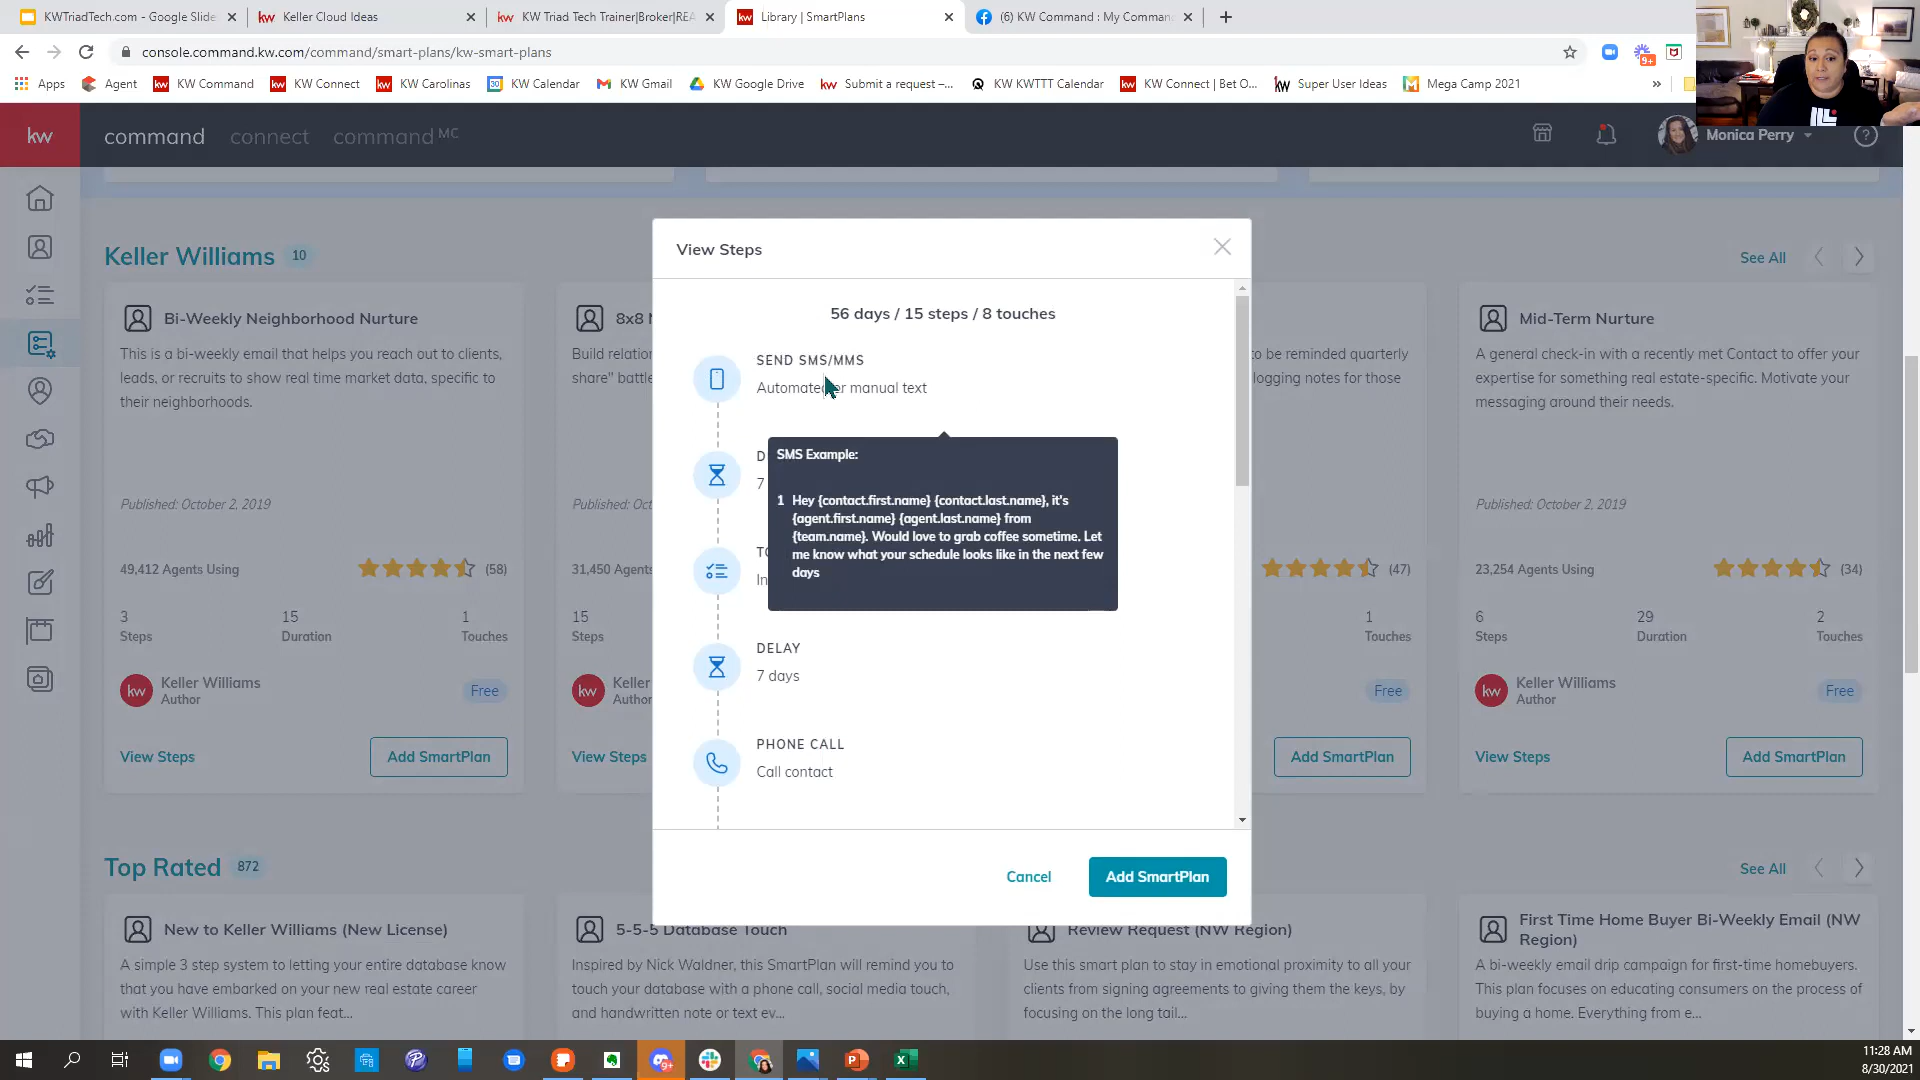 KWTriadTech.com - Google Slide
Keller Cloud Ideas
KW Triad Tech Trainer|Broker|REA
Library | SmartPlans
(6) KW Command : My Comman
console.command.kw.com/command/smart-plans/kw-smart-plans
Apps
Agent
KW Command
KW Connect
KW Carolinas
KW Calendar
KW Gmail
KW Google Drive
Submit a request –...
KW KWTTT Calendar
KW Connect | Bet O...
Super User Ideas
Mega Camp 2021
kw
command
connect
command MC
Monica Perry
Keller Williams 10
See All
Bi-Weekly Neighborhood Nurture
This is a bi-weekly email that helps you reach out to clients,
leads, or recruits to show real time market data, specific to
their neighborhoods.
Published: October 2, 2019
49,412 Agents Using
(58)
3
Steps
15
Duration
1
Touches
kw
Keller Williams
Author
Free
View Steps
Add SmartPlan
8x8
Build relation
share" battle
Published: Oct
31,450 Agents
15
Steps
kw
Keller
Author
View Steps
View Steps
56 days / 15 steps / 8 touches
SEND SMS/MMS
Automated or manual text
D
7
SMS Example:
1 Hey {contact.first.name} {contact.last.name}, it's
{agent.first.name} {agent.last.name} from
{team.name}. Would love to grab coffee sometime. Let
me know what your schedule looks like in the next few
days
TO
In
DELAY
7 days
PHONE CALL
Call contact
Cancel
Add SmartPlan
to be reminded quarterly
logging notes for those
(47)
1
Touches
Free
Add SmartPlan
Mid-Term Nurture
A general check-in with a recently met Contact to offer your
expertise for something real estate-specific. Motivate your
messaging around their needs.
Published: October 2, 2019
23,254 Agents Using
(34)
6
Steps
29
Duration
2
Touches
kw
Keller Williams
Author
Free
View Steps
Add SmartPlan
Top Rated 872
See All
New to Keller Williams (New License)
A simple 3 step system to letting your entire database know
that you have embarked on your new real estate career
with Keller Williams. This plan feat...
5-5-5 Database Touch
Inspired by Nick Waldner, this SmartPlan will remind you to
touch your database with a phone call, social media touch,
and handwritten note or text ev...
Review Request (NW Region)
Use this smart plan to stay in emotional proximity to all your
clients from signing agreements to giving them the keys, by
focusing on the long tail...
First Time Home Buyer Bi-Weekly Email (NW
Region)
A bi-weekly email drip campaign for first-time homebuyers.
This plan focuses on educating consumers on the process of
buying a home. Everything from e...
11:28 AM
8/30/2021